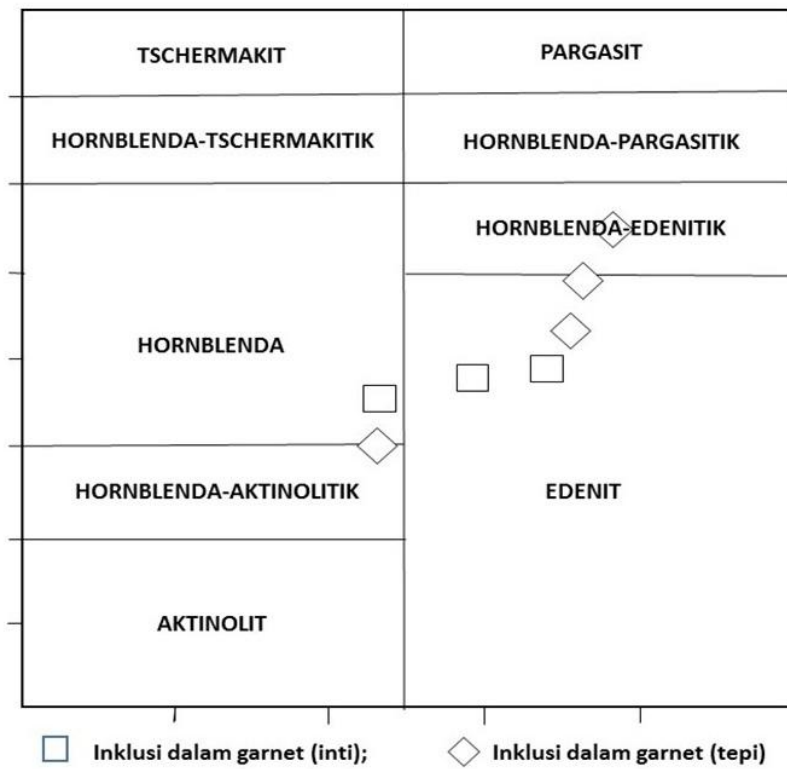 TSCHERMAKIT
PARGASIT
HORNBLENDA-TSCHERMAKITIK
HORNBLENDA-PARGASITIK
HORNBLENDA-EDENITIK
HORNBLENDA
HORNBLENDA-AKTINOLITIK
EDENIT
AKTINOLIT
Inklusi dalam garnet (inti);
Inklusi dalam garnet (tepi)